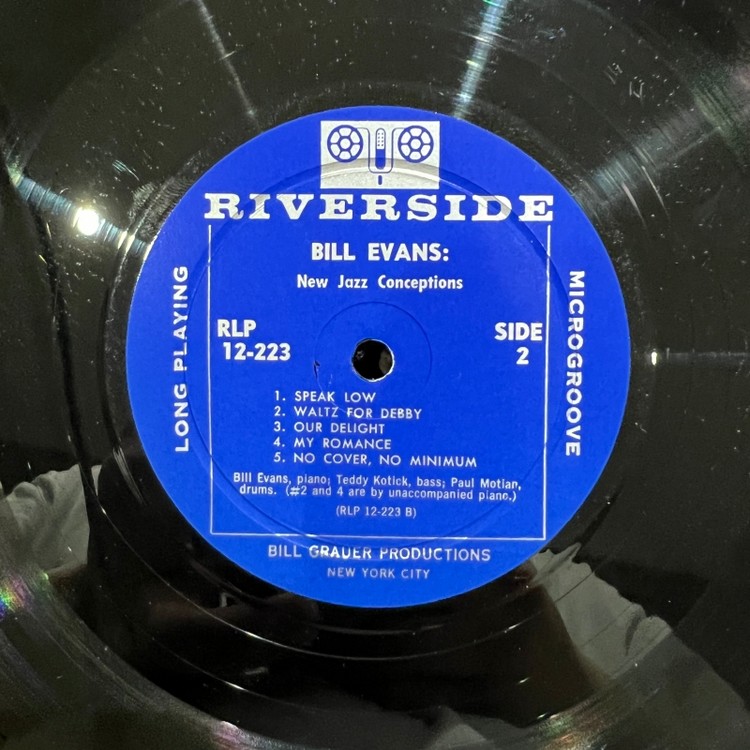 RIVERSIDE
BILL EVANS:
New Jazz Conceptions
LONG PLAYING
RLP
12-223
SIDE
2
MICROGROOVE
1. SPEAK LOW
2. WALTZ FOR DEBBY
3. OUR DELIGHT
4. MY ROMANCE
5. NO COVER, NO MINIMUM
Bill Evans, piano; Teddy Kotick, bass; Paul Motian,
drums. (#2 and 4 are by unaccompanied piano.)
(RLP 12-223 B)
BILL GRAUER PRODUCTIONS
NEW YORK CITY